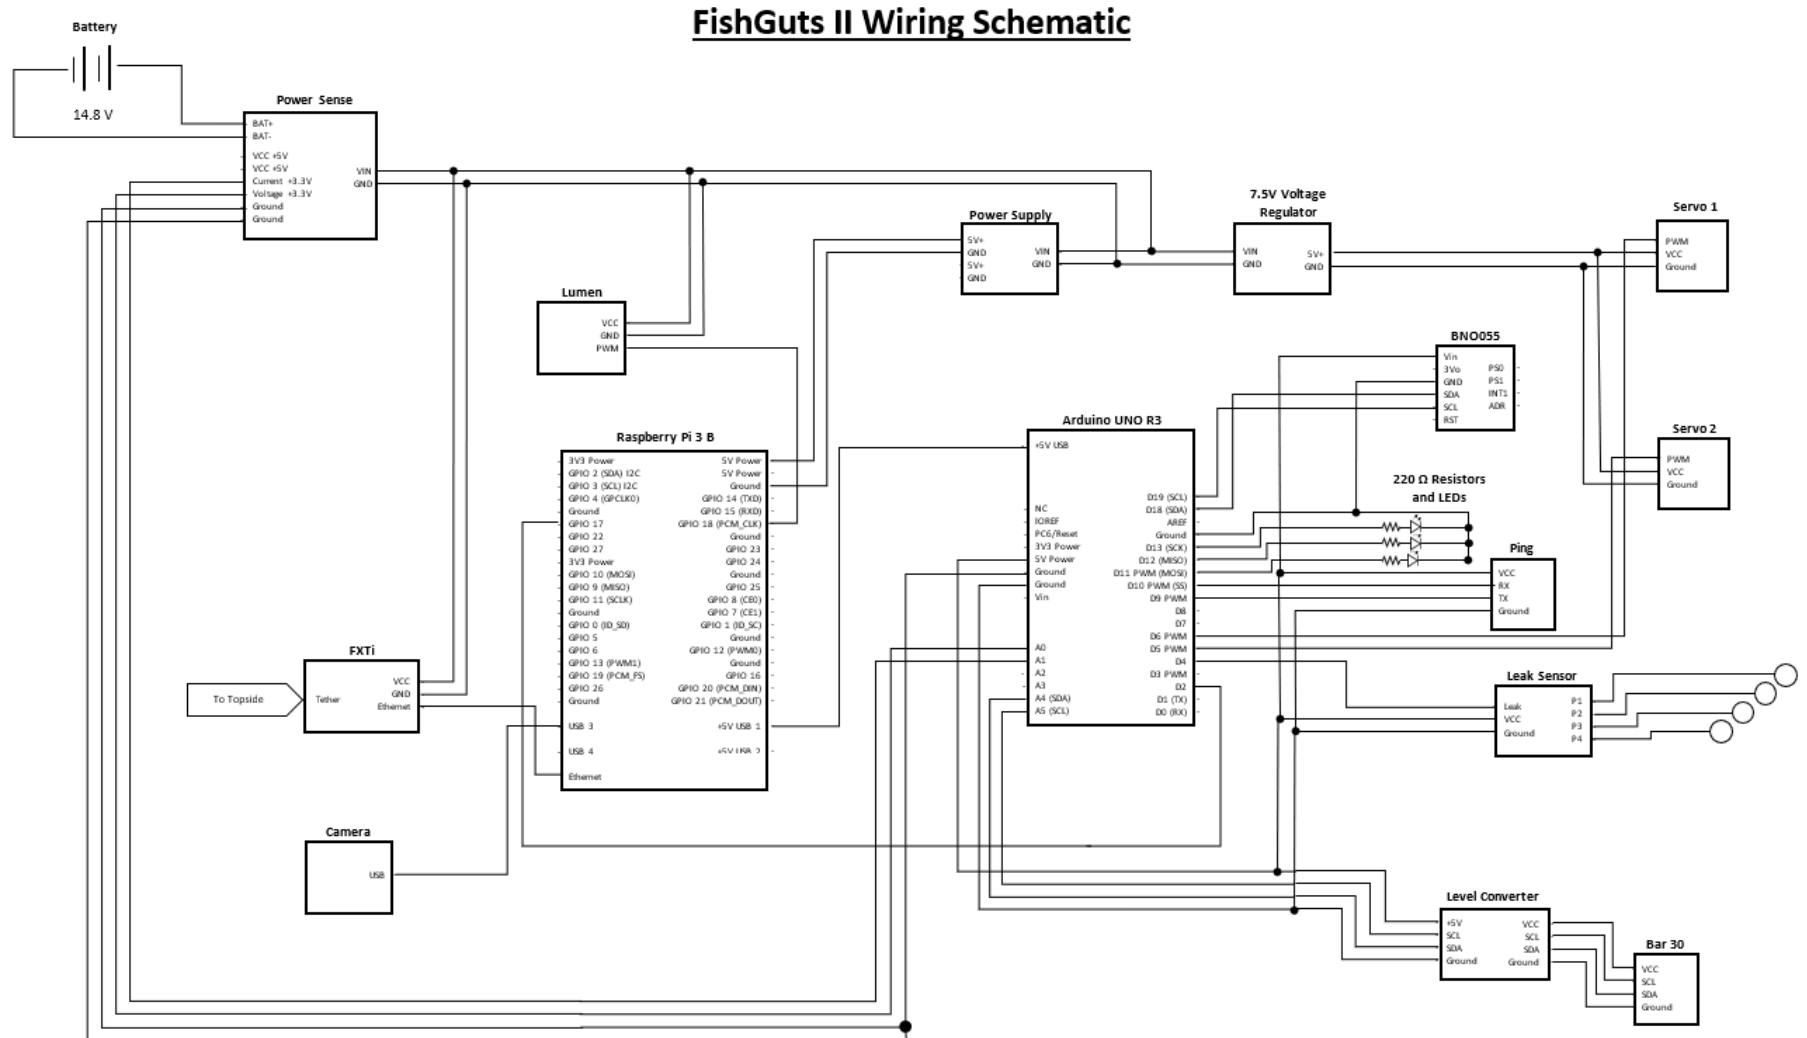 FishGuts II Wiring Schematic
Battery
14.8 V
Power Sense
BAT+
BAT-
VCC +5V
VCC +5V
Current +3.3V
Voltage +3.3V
Ground
Ground
VIN
GND
Lumen
VCC
GND
PWM
Power Supply
5V+
GND
5V+
GND
VIN
GND
7.5V Voltage
Regulator
VIN
GND
5V+
GND
Servo 1
PWM
VCC
Ground
BNO055
Vin
3Vo
GND
SDA
SCL
RST
PS0
PS1
INT1
ADR
Servo 2
PWM
VCC
Ground
Raspberry Pi 3 B
3V3 Power
GPIO 2 (SDA) I2C
GPIO 3 (SCL) I2C
GPIO 4 (GPCLK0)
Ground
GPIO 17
GPIO 22
GPIO 27
3V3 Power
GPIO 10 (MOSI)
GPIO 9 (MISO)
GPIO 11 (SCLK)
Ground
GPIO 0 (ID_SD)
GPIO 5
GPIO 6
GPIO 13 (PWM1)
GPIO 19 (PCM_FS)
GPIO 26
Ground
USB 3
USB 4
Ethernet
5V Power
5V Power
Ground
GPIO 14 (TXD)
GPIO 15 (RXD)
GPIO 18 (PCM_CLK)
Ground
GPIO 23
GPIO 24
Ground
GPIO 25
GPIO 8 (CE0)
GPIO 7 (CE1)
GPIO 1 (ID_SC)
Ground
GPIO 12 (PWM0)
Ground
GPIO 16
GPIO 20 (PCM_DIN)
GPIO 21 (PCM_DOUT)
+5V USB 1
+5V USB 2
Arduino UNO R3
+5V USB
NC
IOREF
PC6/Reset
3V3 Power
5V Power
Ground
Ground
Vin
A0
A1
A2
A3
A4 (SDA)
A5 (SCL)
D19 (SCL)
D18 (SDA)
AREF
Ground
D13 (SCK)
D12 (MISO)
D11 PWM (MOSI)
D10 PWM (SS)
D9 PWM
D8
D7
D6 PWM
D5 PWM
D4
D3 PWM
D2
D1 (TX)
D0 (RX)
220 Ω Resistors
and LEDs
Ping
VCC
RX
TX
Ground
Leak Sensor
Leak
VCC
Ground
P1
P2
P3
P4
FXTi
To Topside
Tether
VCC
GND
Ethernet
Camera
USB
Level Converter
+5V
SCL
SDA
Ground
VCC
SCL
SDA
Ground
Bar 30
VCC
SCL
SDA
Ground